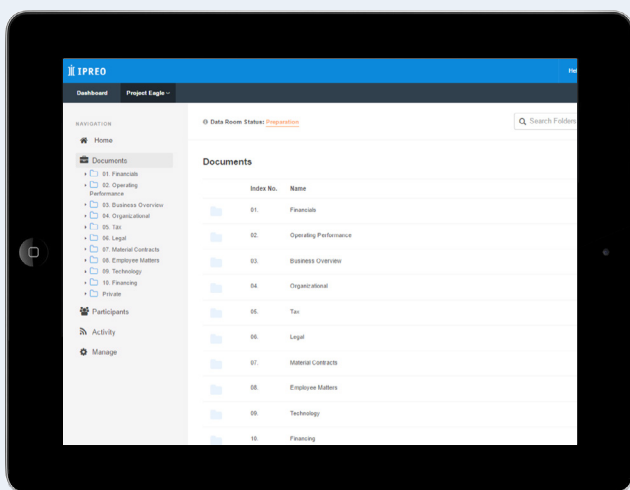 IPREO
Hel
Dashboard
Project Eagle
NAVIGATION
Home
Documents
01. Financials
02. Operating
Performance
03. Business Overview
04. Organizational
05. Tax
06. Legal
07. Material Contracts
08. Employee Matters
09. Technology
10. Financing
Private
Participants
Activity
Manage
Data Room Status: Preparation
Search Folders
Documents
Index No. Name
01. Financials
02. Operating Performance
03. Business Overview
04 Organizational
05. Tax
06. Legal
07. Material Contracts
08. Employee Matters
09. Technology
10 Financing